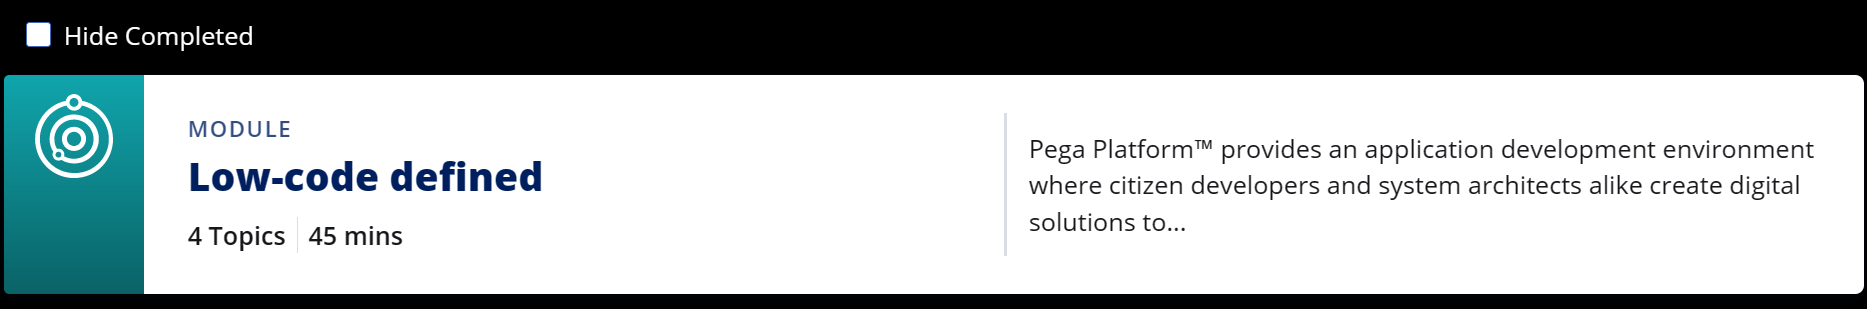 Hide Completed
MODULE
Low-code defined
4 Topics 45 mins
Pega Platform™ provides an application development environment
where citizen developers and system architects alike create digital
solutions to...